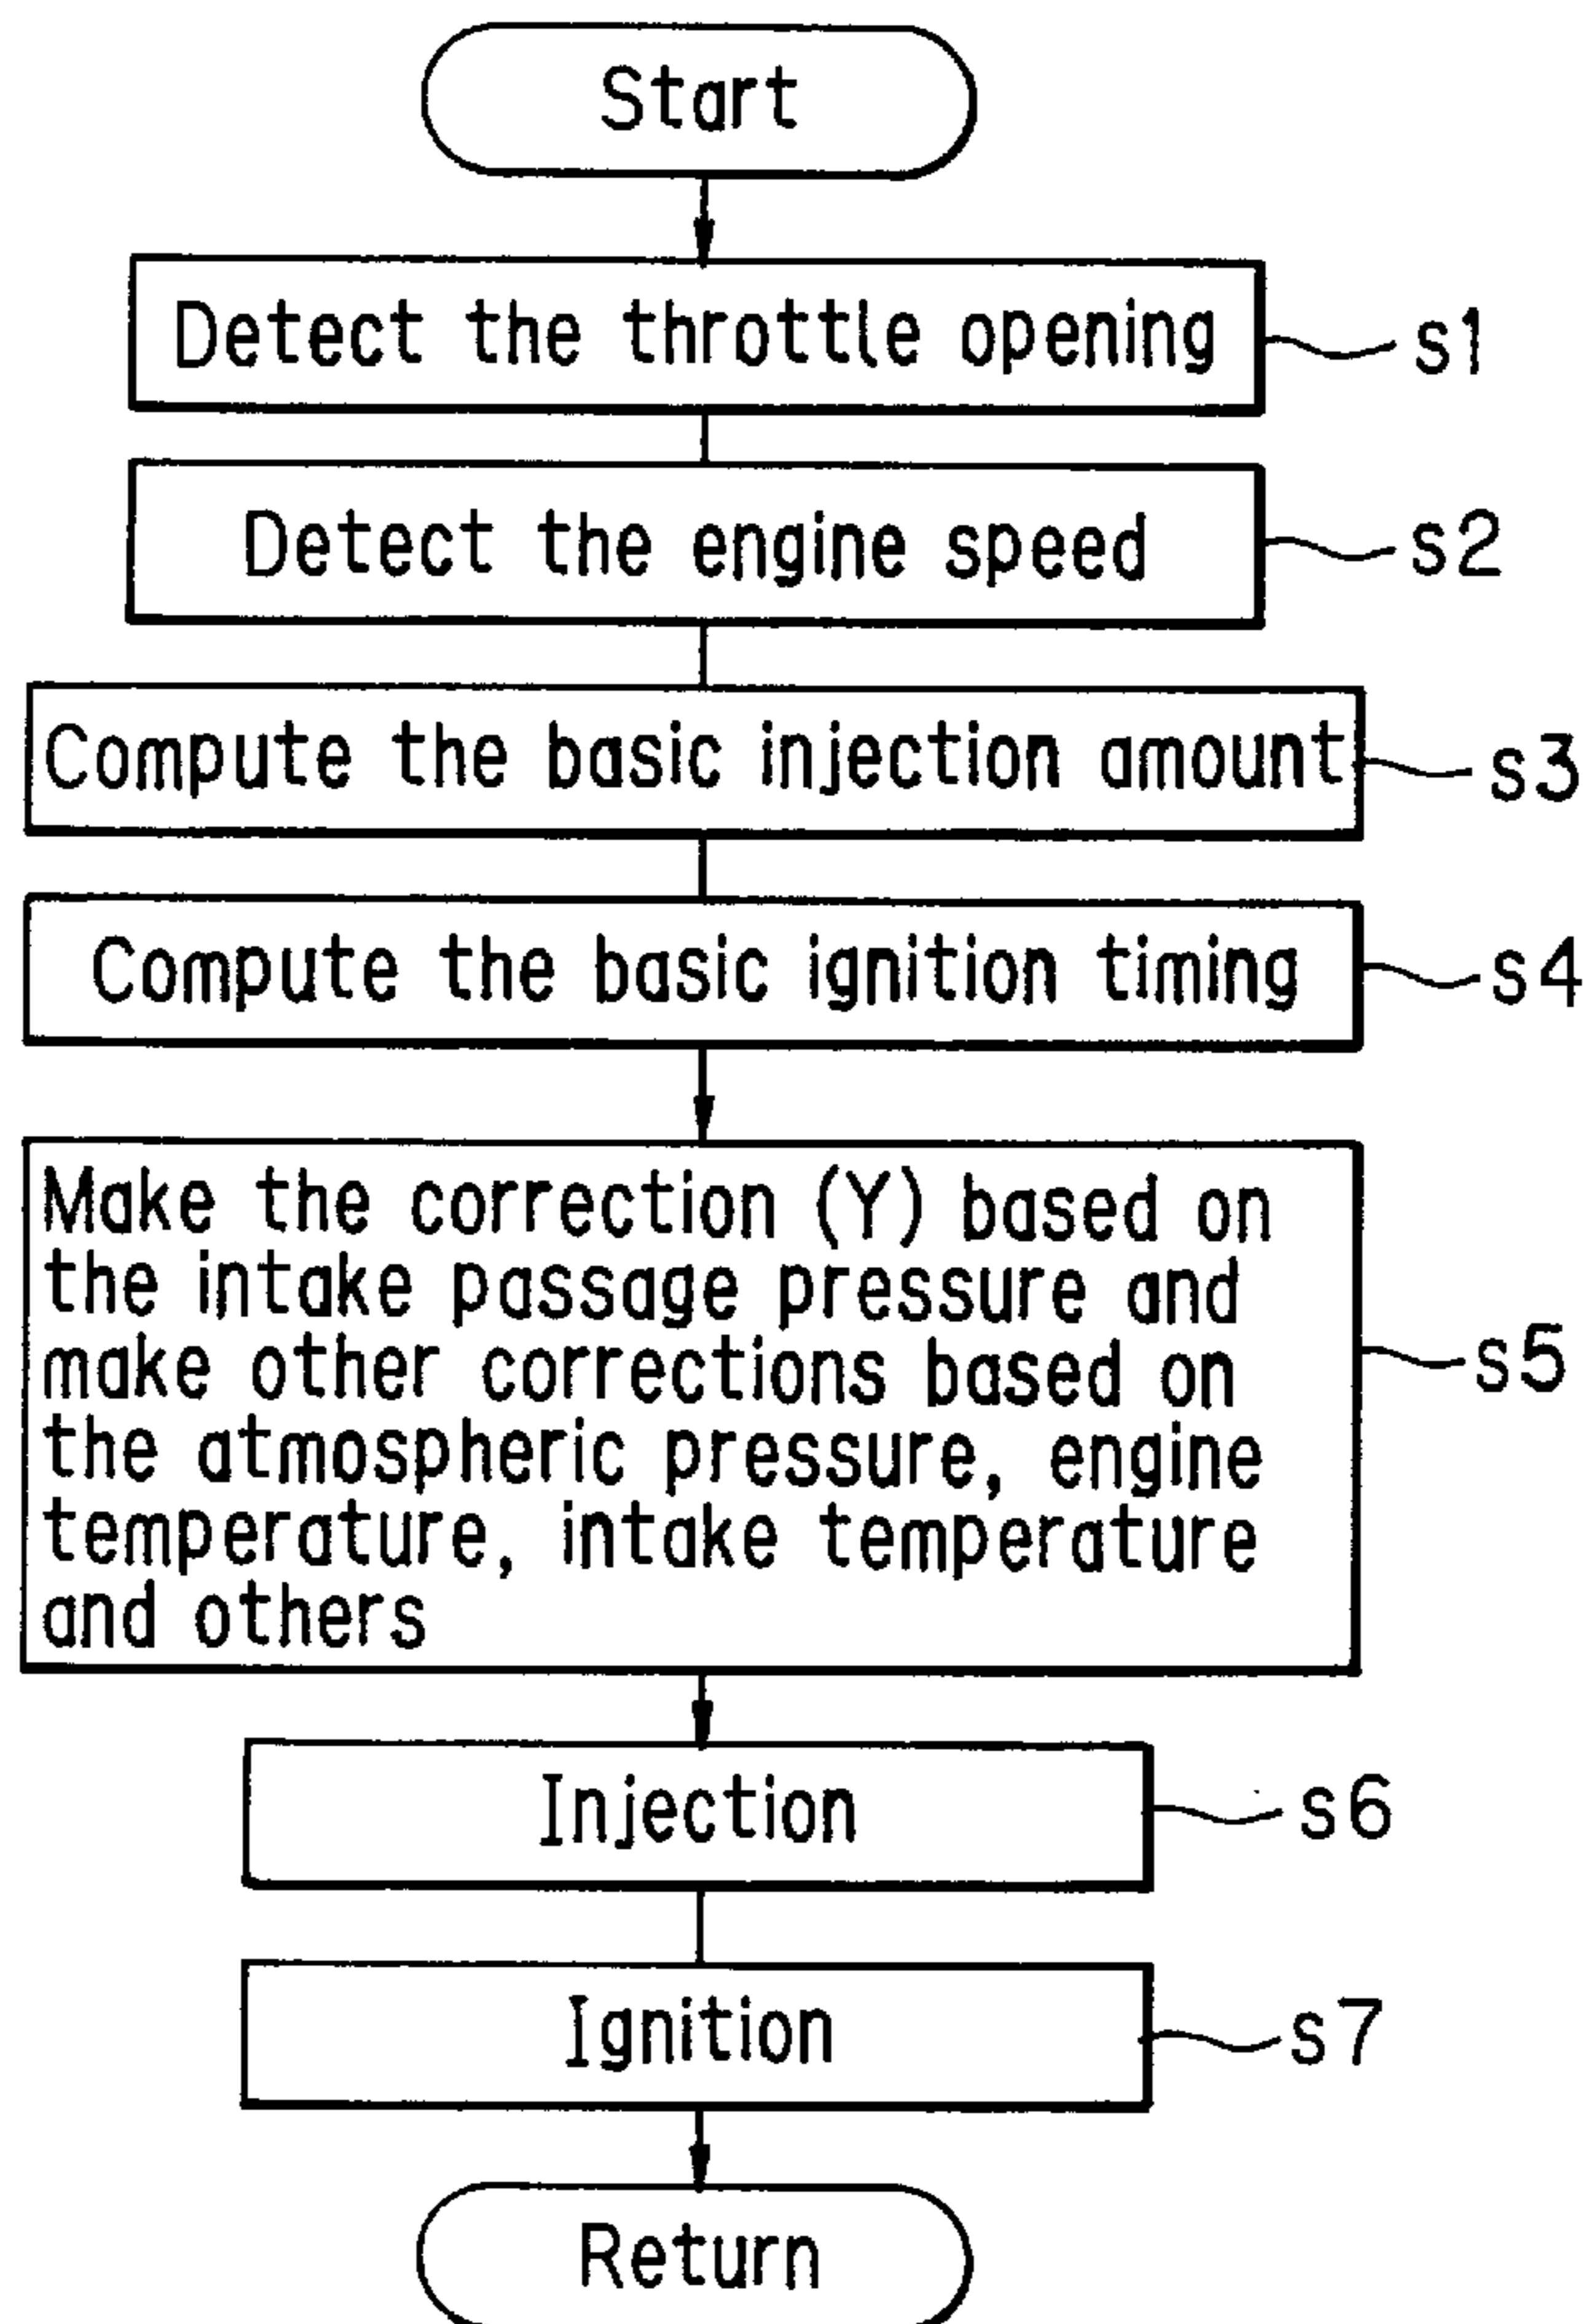 Start
Detect the throttle opening
s1
Detect the engine speed
s2
Compute the basic injection amount
s3
Compute the basic ignition timing
s4
Make the correction (Y) based on
the intake passage pressure and
make other corrections based on
the atmospheric pressure, engine
temperature, intake temperature
and others
s5
Injection
s6
Ignition
s7
Return